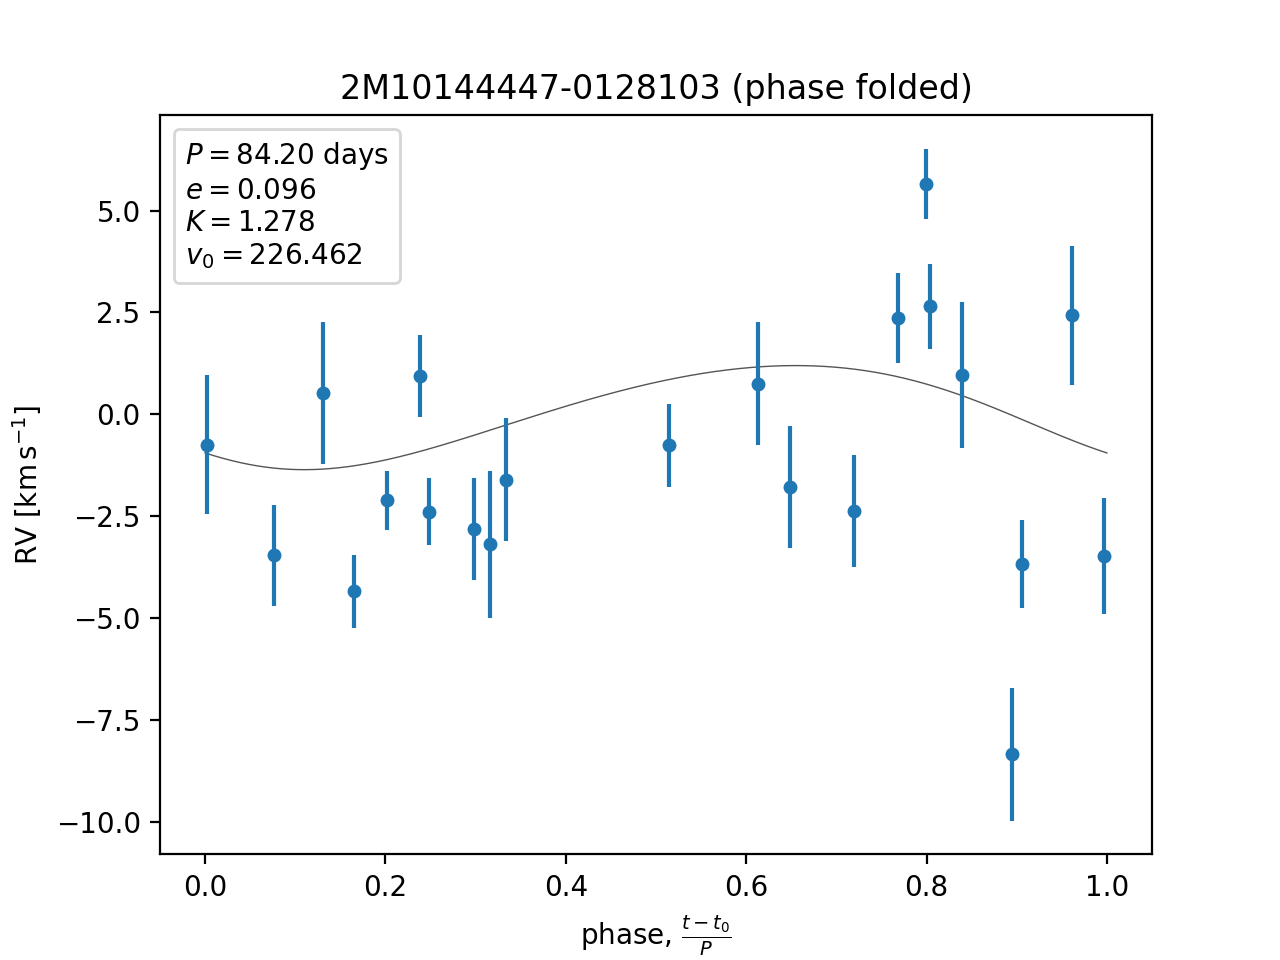 2M10144447-0128103 (phase folded)
P = 84.20 days
e = 0.096
K = 1.278
v₀ = 226.462
RV [km s⁻¹]
5.0
2.5
0.0
−2.5
−5.0
−7.5
−10.0
0.0 0.2 0.4 0.6 0.8 1.0
phase, (t − t₀)/P